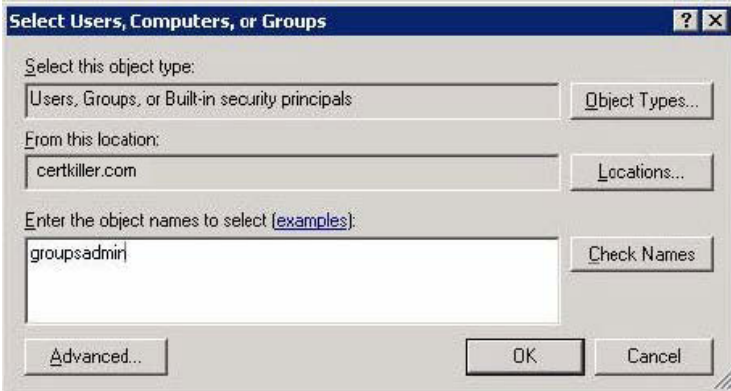 Select Users, Computers, or Groups
Select this object type:
Users, Groups, or Built-in security principals
Object Types...
From this location:
certkiller.com
Locations...
Enter the object names to select (examples):
groupsadmin
Check Names
Advanced...
OK
Cancel